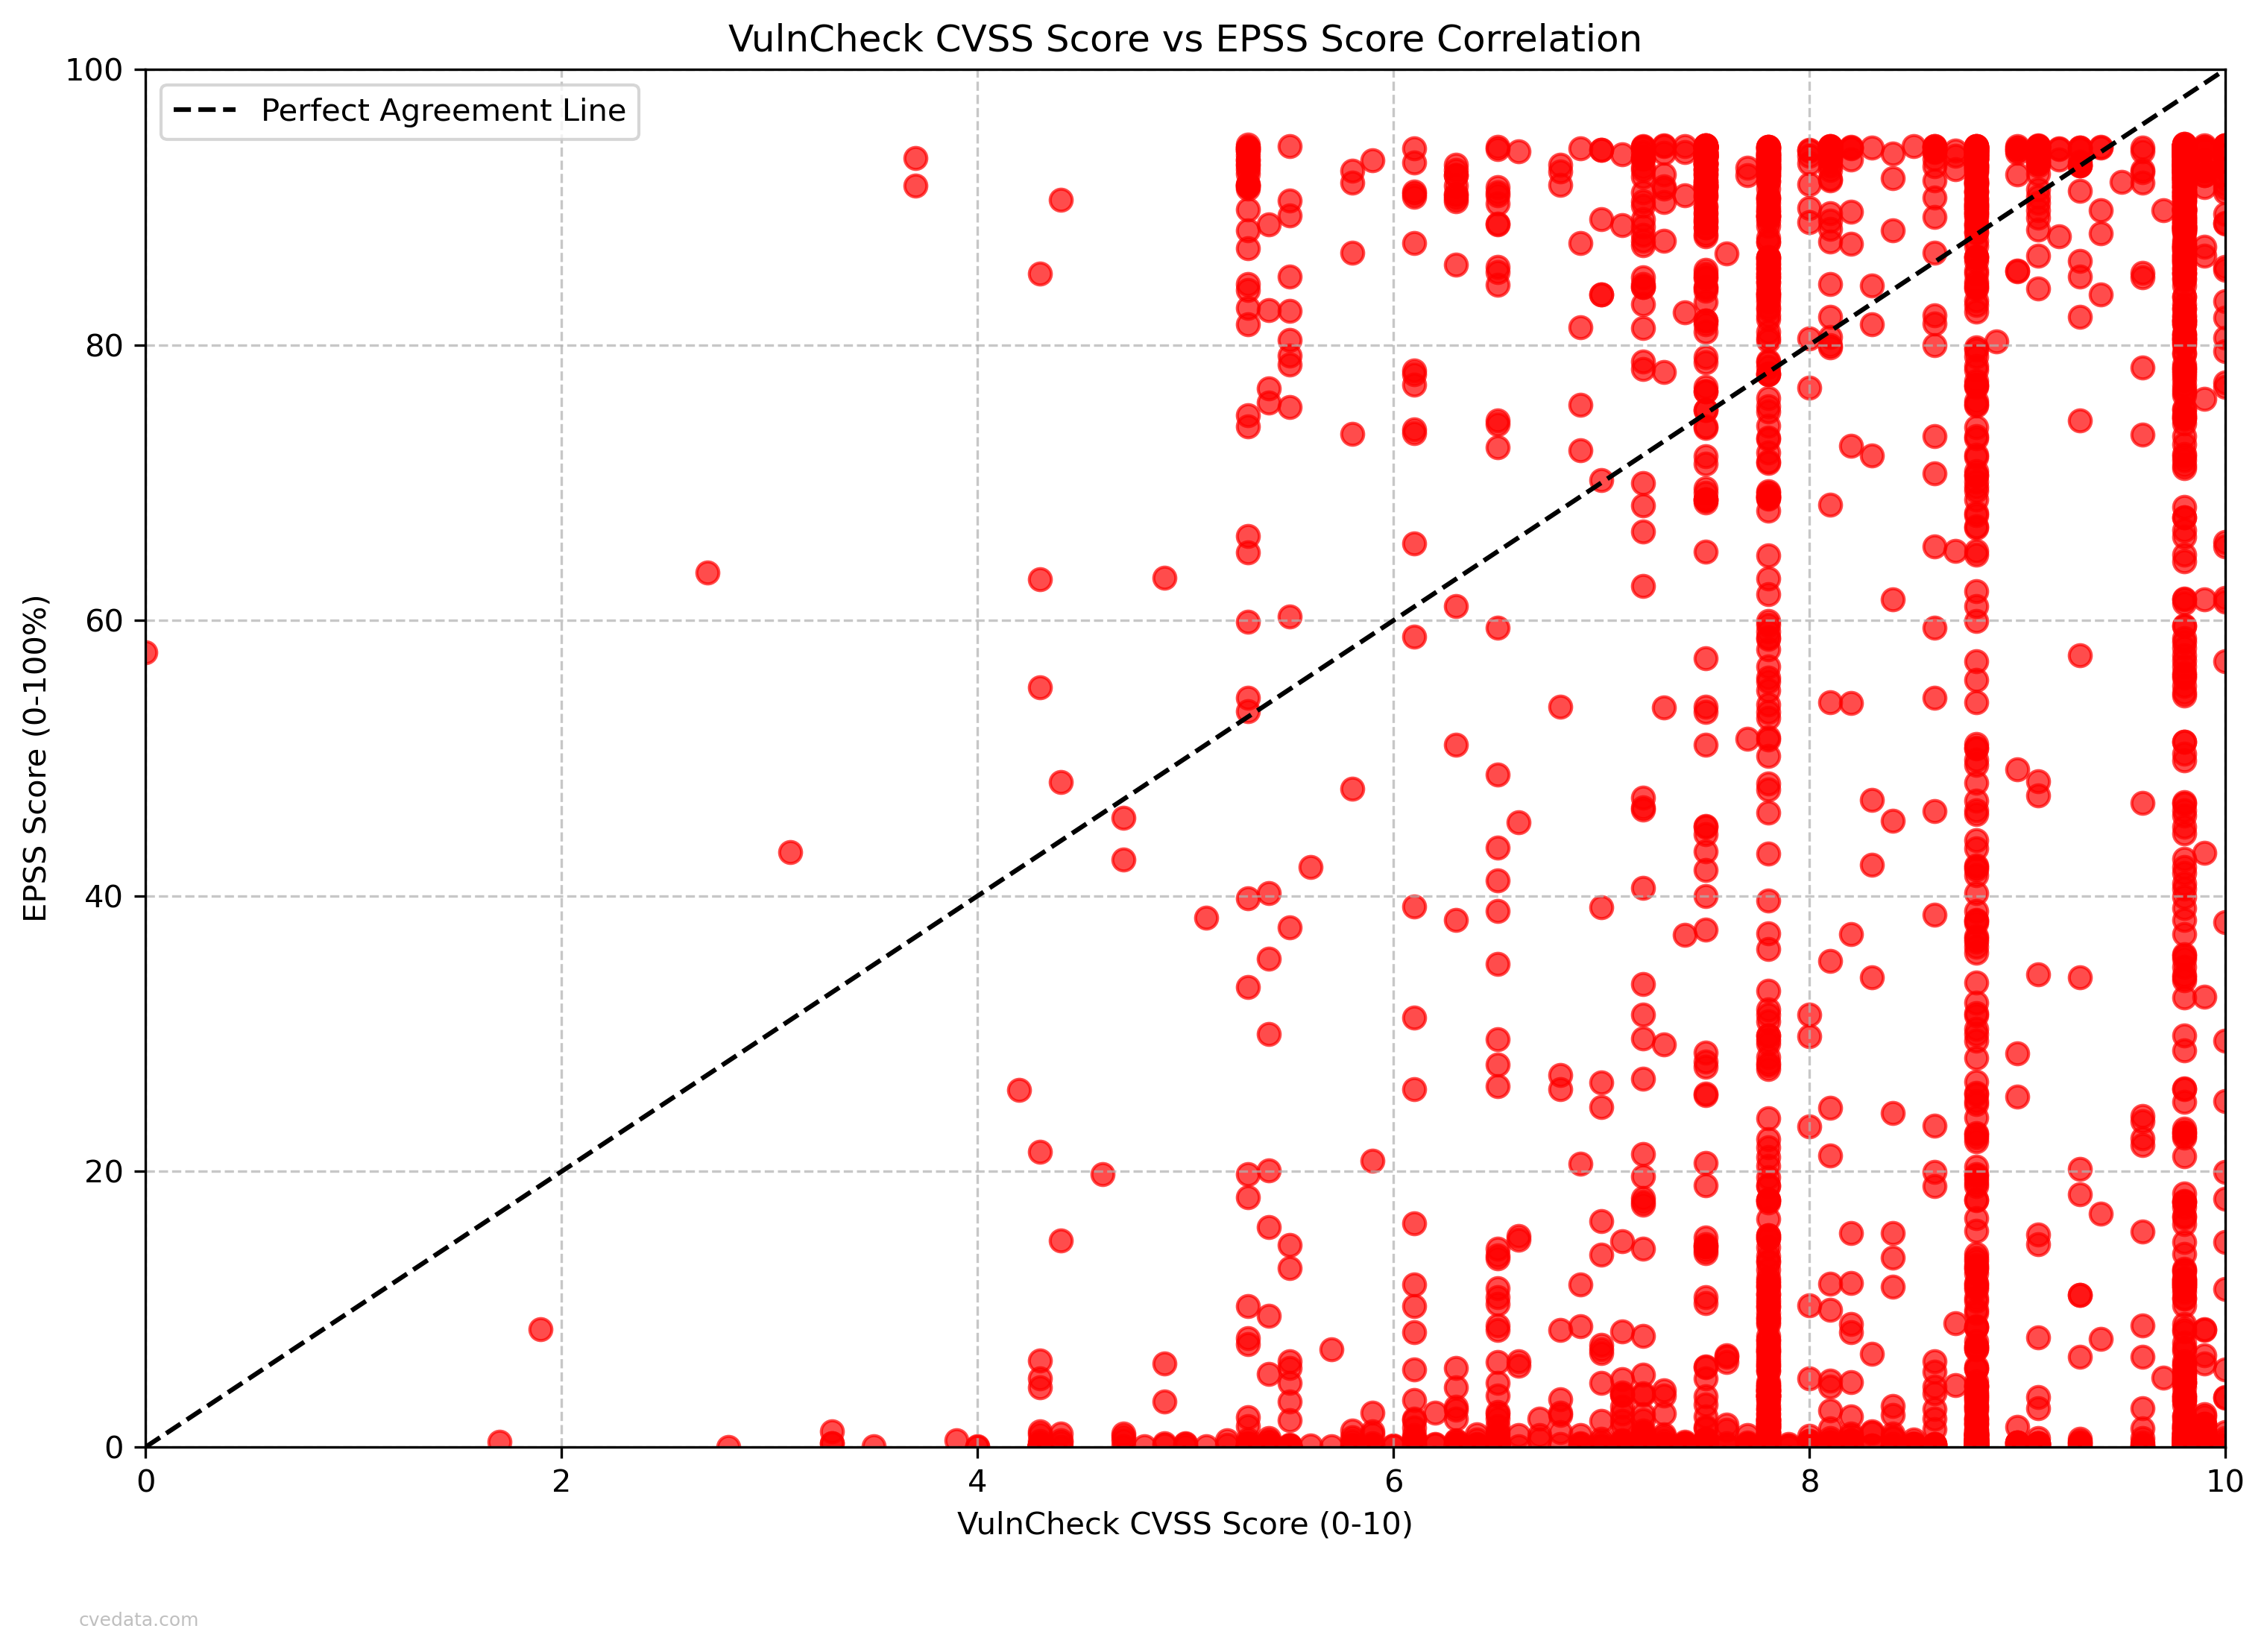 VulnCheck CVSS Score vs EPSS Score Correlation
100
Perfect Agreement Line
80
60
40
20
0
EPSS Score (0-100%)
0 2 4 6 8 10
VulnCheck CVSS Score (0-10)
cvedata.com